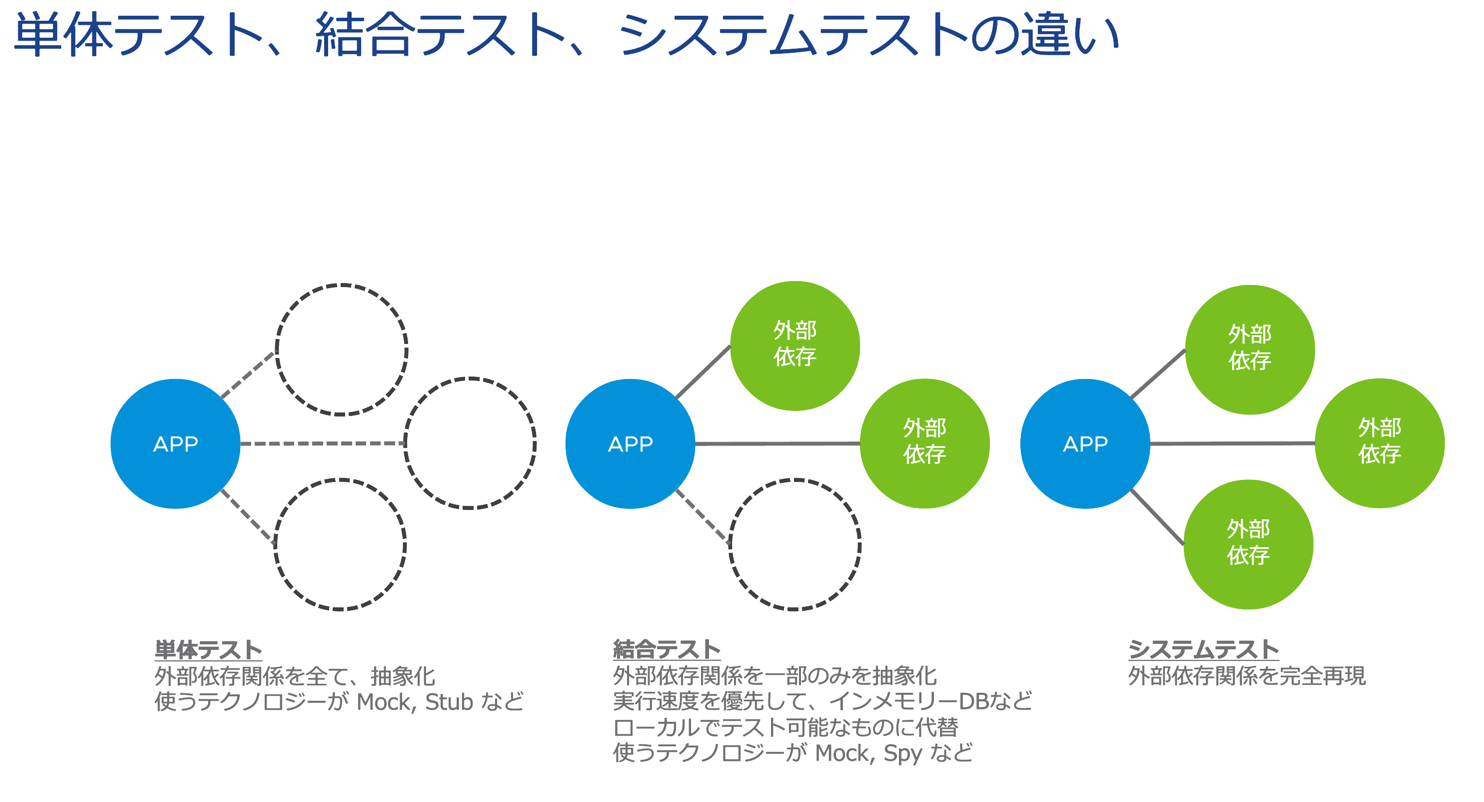 単体テスト、結合テスト、システムテストの違い
APP
外部
依存
外部
依存
APP
外部
依存
外部
依存
APP
外部
依存
単体テスト
外部依存関係を全て、抽象化
使うテクノロジーが Mock, Stub など
結合テスト
外部依存関係を一部のみを抽象化
実行速度を優先して、インメモリーDBなど
ローカルでテスト可能なものに代替
使うテクノロジーが Mock, Spy など
システムテスト
外部依存関係を完全再現